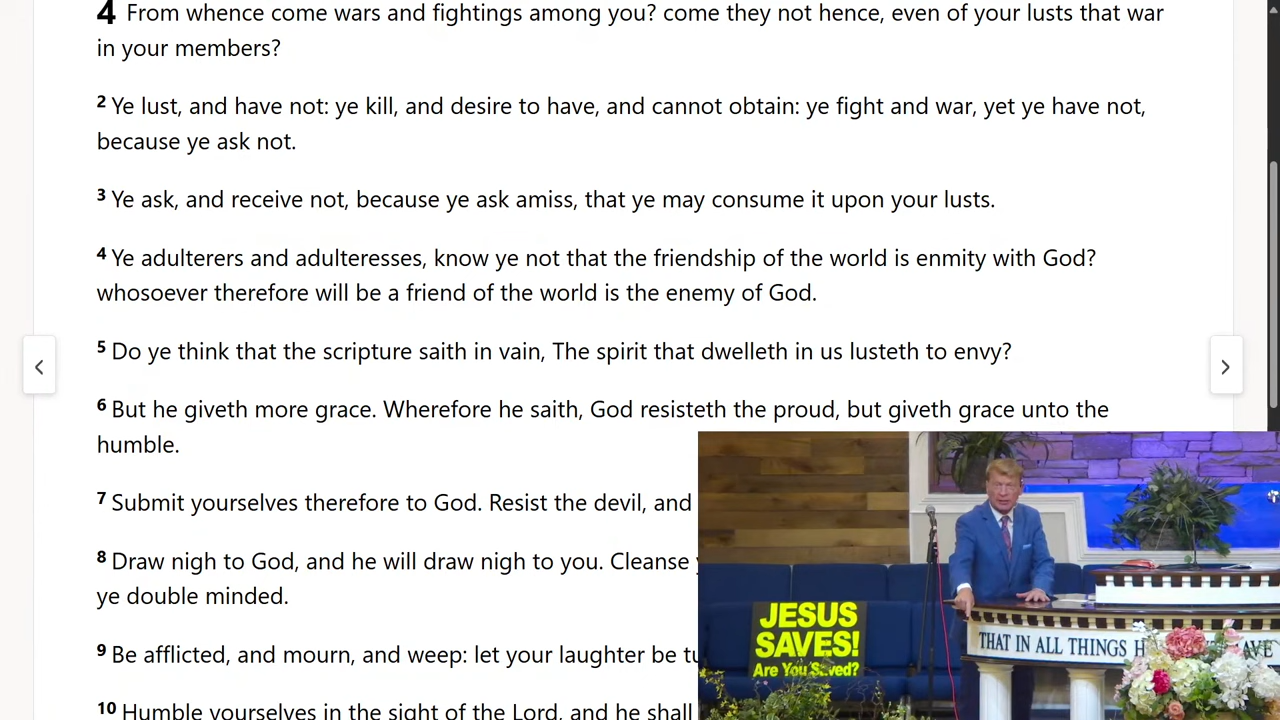 4 From whence come wars and fightings among you? come they not hence, even of your lusts that war
in your members?
2 Ye lust, and have not: ye kill, and desire to have, and cannot obtain: ye fight and war, yet ye have not,
because ye ask not.
3 Ye ask, and receive not, because ye ask amiss, that ye may consume it upon your lusts.
4 Ye adulterers and adulteresses, know ye not that the friendship of the world is enmity with God?
whosoever therefore will be a friend of the world is the enemy of God.
5 Do ye think that the scripture saith in vain, The spirit that dwelleth in us lusteth to envy?
6 But he giveth more grace. Wherefore he saith, God resisteth the proud, but giveth grace unto the
humble.
7 Submit yourselves therefore to God. Resist the devil, and
8 Draw nigh to God, and he will draw nigh to you. Cleanse
ye double minded.
9 Be afflicted, and mourn, and weep: let your laughter be
10 Humble yourselves in the sight of the Lord, and he shall
JESUS
SAVES!
Are You Saved?
THAT IN ALL THINGS